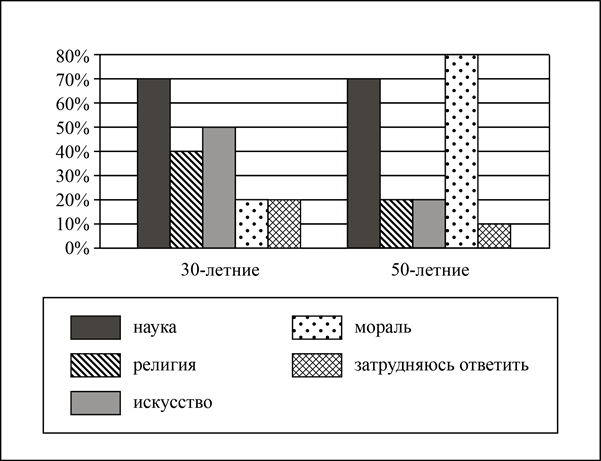 80%
70%
60%
50%
40%
30%
20%
10%
0%
30-летние 50-летние
наука мораль
религия затрудняюсь ответить
искусство